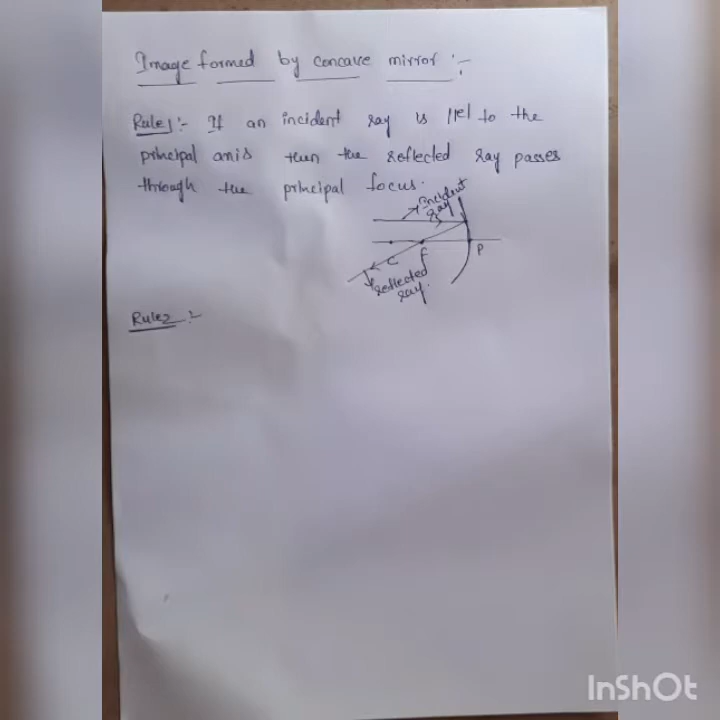 Image formed by concave mirror :-
Rule1:- If an incident ray is ||el to the
principal axis then the reflected ray passes
through the principal focus.
Incident
ray
C F P
reflected
ray.
Rule2 :-
InShOt